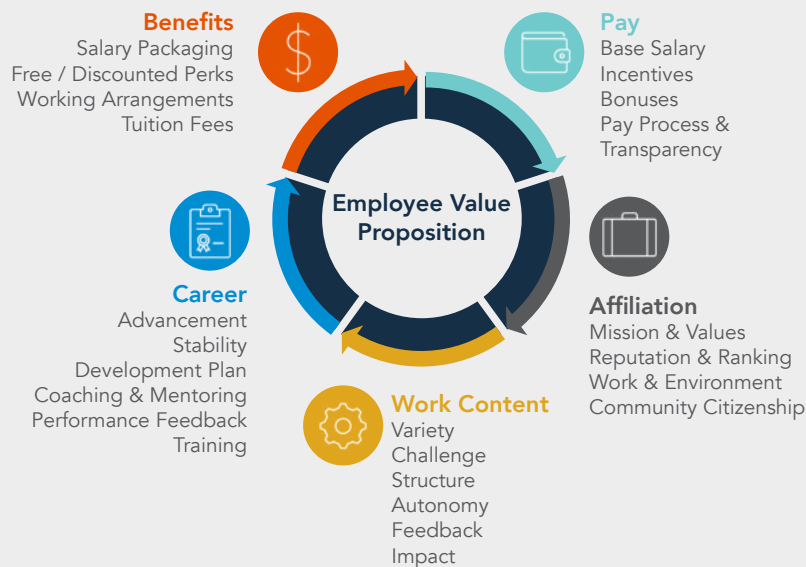 Benefits
Salary Packaging
Free / Discounted Perks
Working Arrangements
Tuition Fees
Pay
Base Salary
Incentives
Bonuses
Pay Process &
Transparency
Employee Value
Proposition
Career
Advancement
Stability
Development Plan
Coaching & Mentoring
Performance Feedback
Training
Affiliation
Mission & Values
Reputation & Ranking
Work & Environment
Community Citizenship
Work Content
Variety
Challenge
Structure
Autonomy
Feedback
Impact